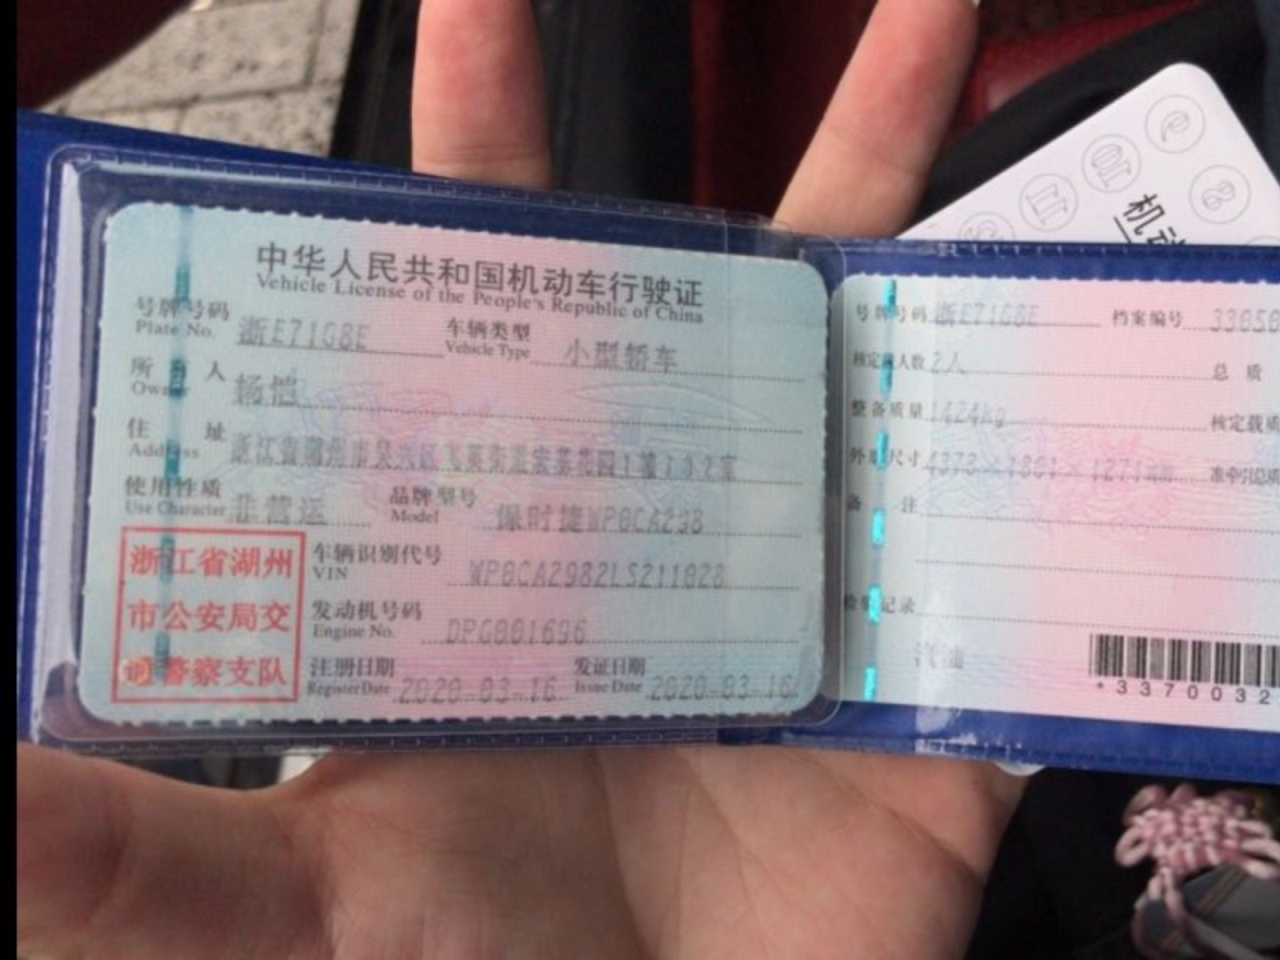 中华人民共和国机动车行驶证
Vehicle License of the People's Republic of China
号牌号码 浙E71G8E 车辆类型 小型轿车
Plate No. Vehicle Type
所有人 杨恺
Owner
住址 浙江省湖州市吴兴区飞英街道
Address
使用性质 非营运 品牌型号 保时捷WP0CA298
Use Character Model
浙江省湖州
市公安局交
通警察支队
车辆识别代号 WP0CA2982LS211028
VIN
发动机号码 DPG001696
Engine No.
注册日期 2020-03-16 发证日期 2020-03-16
Register Date Issue Date
号牌号码 浙E71G8E 档案编号 33050
核定人数 2人 总质
整备质量 1424kg 核定载质
外廓尺寸 4378×1801×1271mm 准牵引总质
备注
检验记录
汽油
*3370032
机动